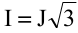 I = J√3